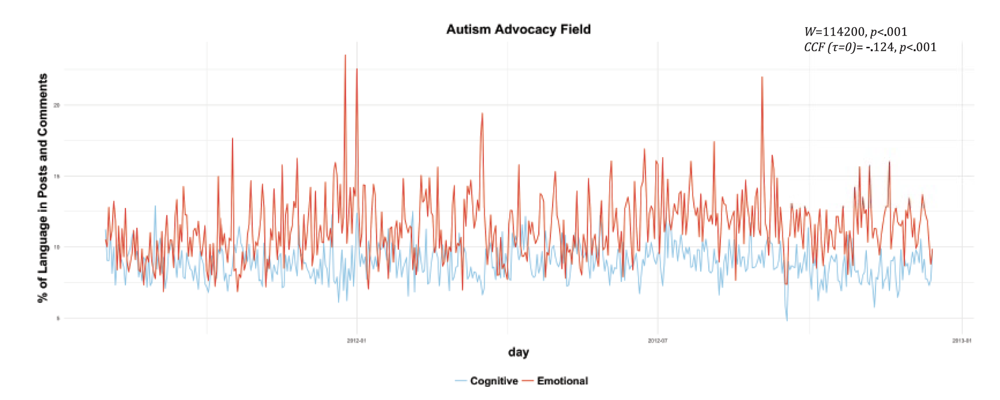 Autism Advocacy Field
W=114200, p<.001
CCF (τ=0)= -.124, p<.001
% of Language in Posts and Comments
20
15
10
5
2012-01
2012-07
2013-01
day
Cognitive
Emotional